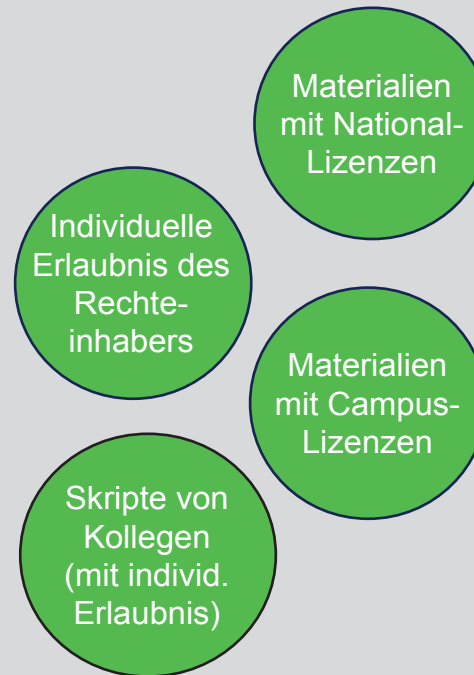 Materialien
mit National-
Lizenzen
Individuelle
Erlaubnis des
Rechte-
inhabers
Materialien
mit Campus-
Lizenzen
Skripte von
Kollegen
(mit individ.
Erlaubnis)